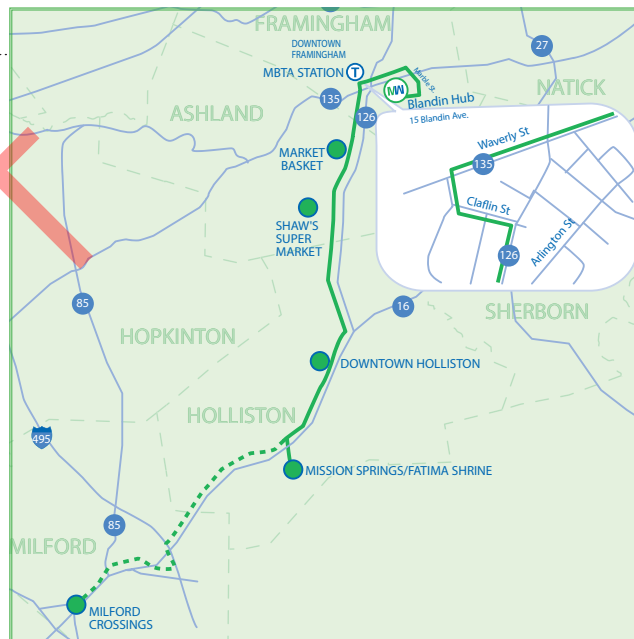 FRAMINGHAM
DOWNTOWN
FRAMINGHAM
MBTA STATION
T
27
NATICK
Marble St.
MW
Blandin Hub
15 Blandin Ave.
135
126
ASHLAND
MARKET
BASKET
SHAW'S
SUPER
MARKET
Waverly St
135
Claflin St
Arlington St
126
85
16
SHERBORN
HOPKINTON
DOWNTOWN HOLLISTON
HOLLISTON
495
MISSION SPRINGS/FATIMA SHRINE
85
MILFORD
MILFORD
CROSSINGS